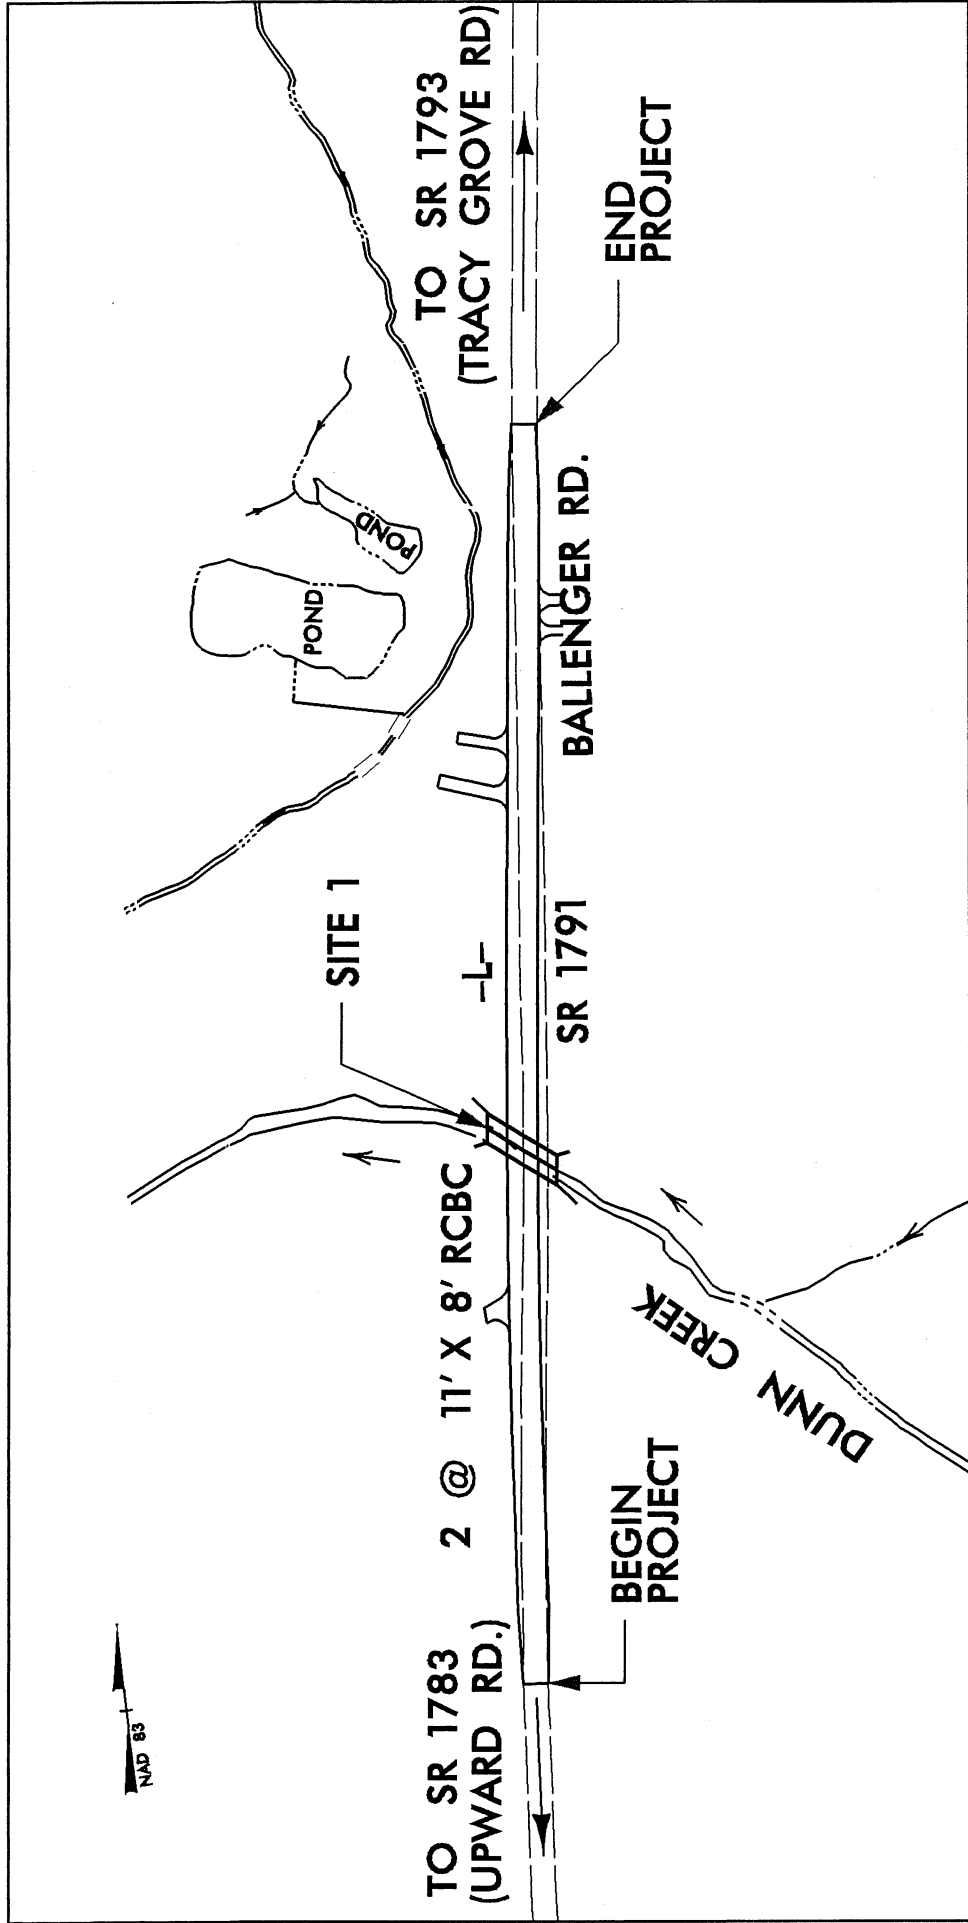 NAD 83
TO SR 1783
(UPWARD RD.)
2 @ 11' X 8' RCBC
SITE 1
-L-
POND
POND
TO SR 1793
(TRACY GROVE RD)
BEGIN
PROJECT
DUNN CREEK
SR 1791
BALLENGER RD.
END
PROJECT